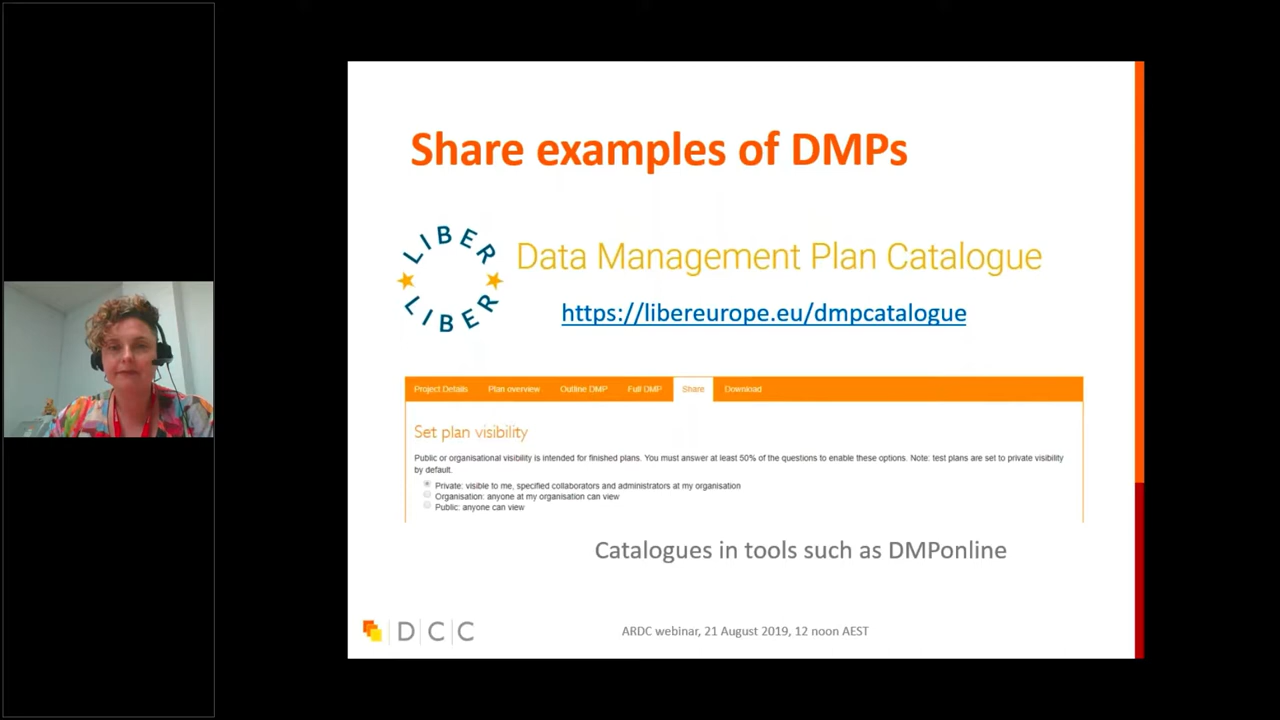 Share examples of DMPs
LIBER
LIBER
Data Management Plan Catalogue
https://libereurope.eu/dmpcatalogue
Project Details Plan overview Outline DMP Full DMP Share Download
Set plan visibility
Public or organisational visibility is intended for finished plans. You must answer at least 50% of the questions to enable these options. Note: test plans are set to private visibility
by default.
Private: visible to me, specified collaborators and administrators at my organisation
Organisation: anyone at my organisation can view
Public: anyone can view
Catalogues in tools such as DMPonline
DCC
ARDC webinar, 21 August 2019, 12 noon AEST